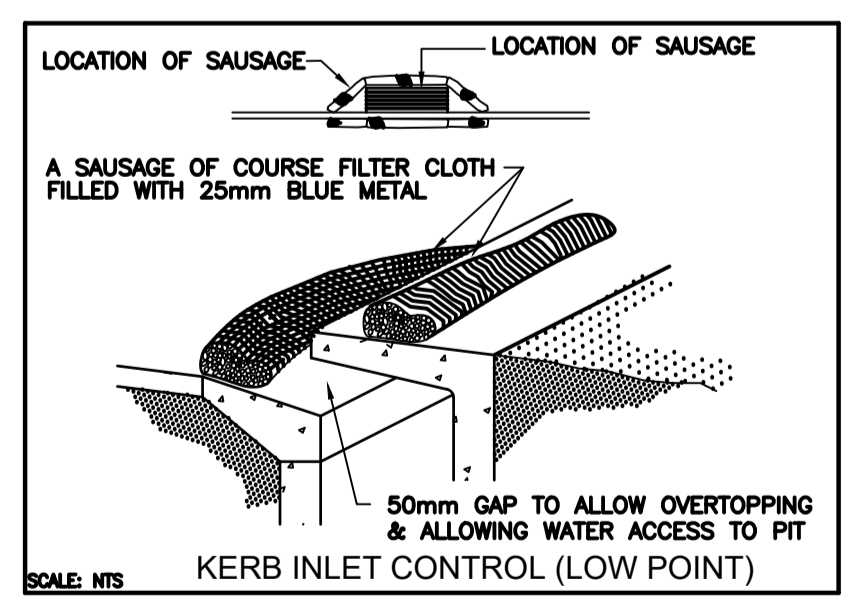 LOCATION OF SAUSAGE
LOCATION OF SAUSAGE
A SAUSAGE OF COURSE FILTER CLOTH
FILLED WITH 25mm BLUE METAL
50mm GAP TO ALLOW OVERTOPPING
& ALLOWING WATER ACCESS TO PIT
KERB INLET CONTROL (LOW POINT)
SCALE: NTS